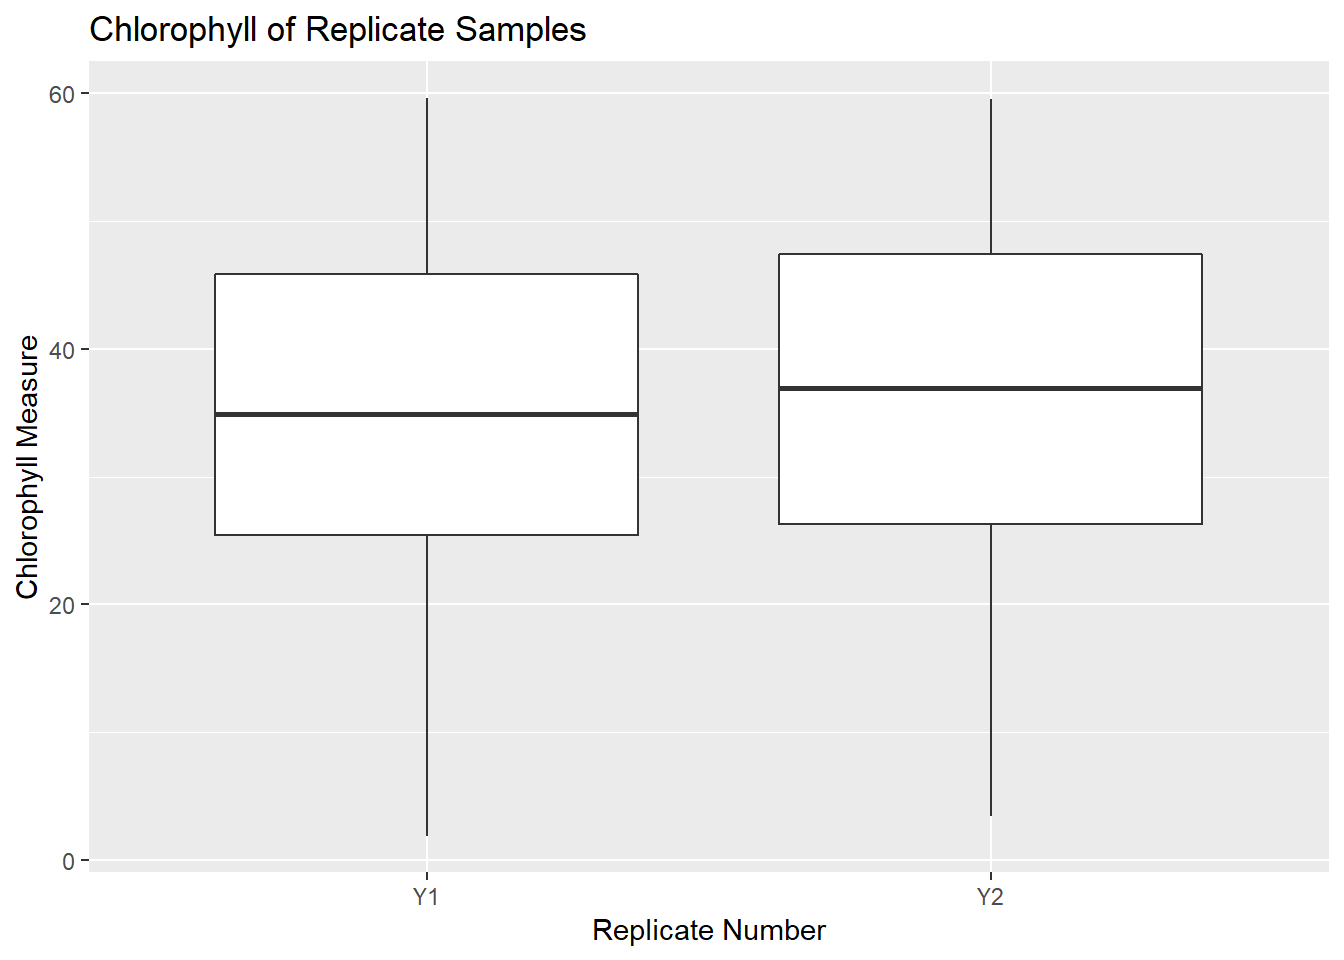 Chlorophyll of Replicate Samples
Chlorophyll Measure
60
40
20
0
Y1
Y2
Replicate Number